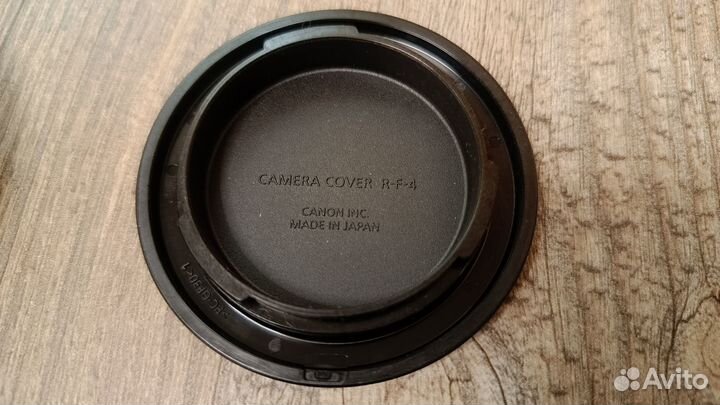 CAMERA COVER R-F-4
CANON INC.
MADE IN JAPAN
Avito